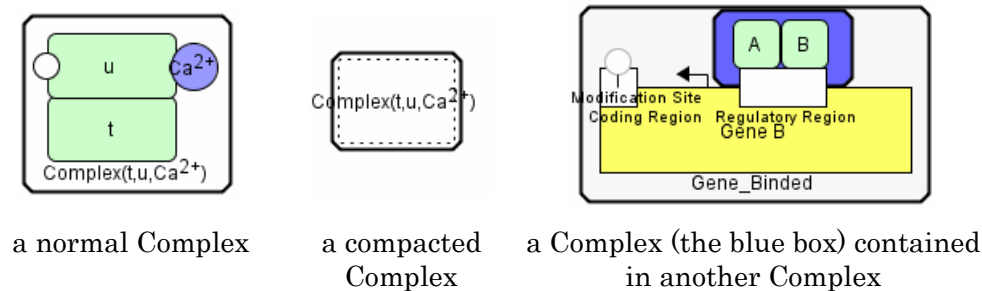 u
Ca2+
t
Complex(t,u,Ca2+)
Complex(t,u,Ca2+)
A B
Modification Site
Coding Region Regulatory Region
Gene B
Gene_Binded
a normal Complex
a compacted
Complex
a Complex (the blue box) contained
in another Complex